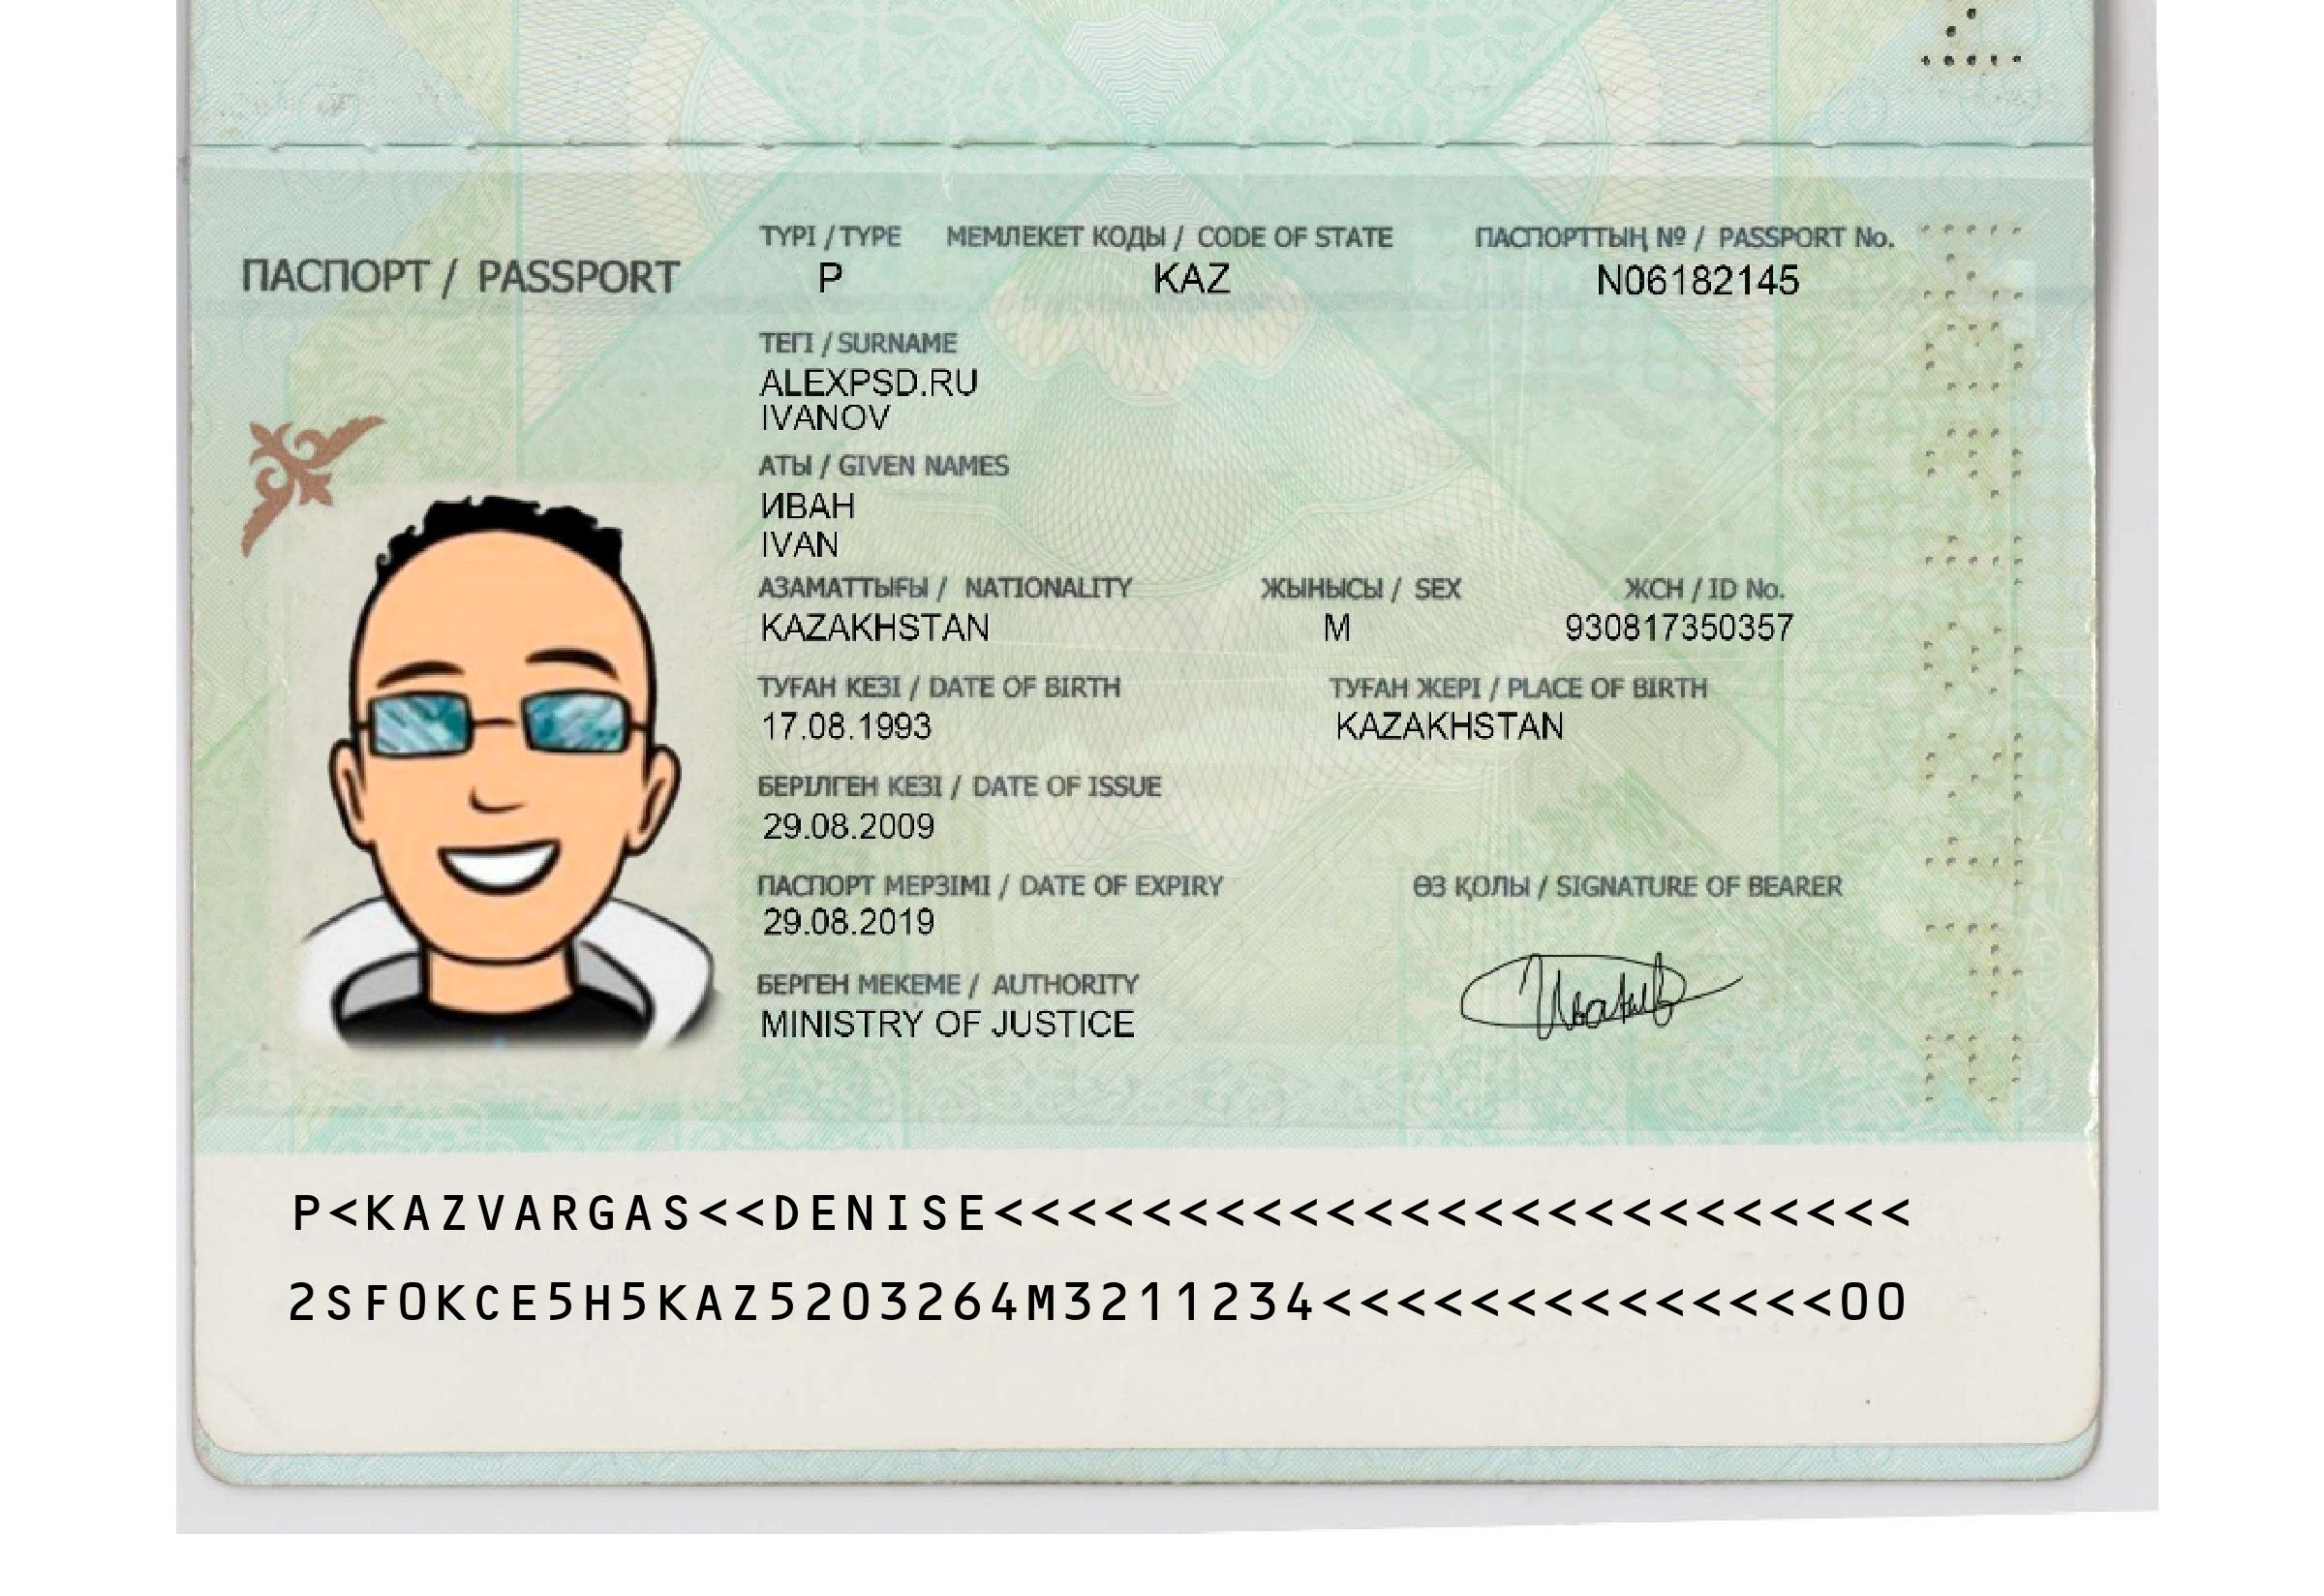 ТҮРІ / TYPE МЕМЛЕКЕТ КОДЫ / CODE OF STATE ПАСПОРТТЫҢ № / PASSPORT No.
ПАСПОРТ / PASSPORT P KAZ N06182145
ТЕГІ / SURNAME
ALEXPSD.RU
IVANOV
АТЫ / GIVEN NAMES
ИВАН
IVAN
АЗАМАТТЫҒЫ / NATIONALITY ЖЫНЫСЫ / SEX ЖСН / ID No.
KAZAKHSTAN M 930817350357
ТУҒАН КЕЗІ / DATE OF BIRTH ТУҒАН ЖЕРІ / PLACE OF BIRTH
17.08.1993 KAZAKHSTAN
БЕРІЛГЕН КЕЗІ / DATE OF ISSUE
29.08.2009
ПАСПОРТ МЕРЗІМІ / DATE OF EXPIRY ӨЗ ҚОЛЫ / SIGNATURE OF BEARER
29.08.2019
БЕРГЕН МЕКЕМЕ / AUTHORITY
MINISTRY OF JUSTICE
P<KAZVARGAS<<DENISE<<<<<<<<<<<<<<<<<<<<<<<<<
2SF0KCE5H5KAZ5203264M3211234<<<<<<<<<<<<<<00